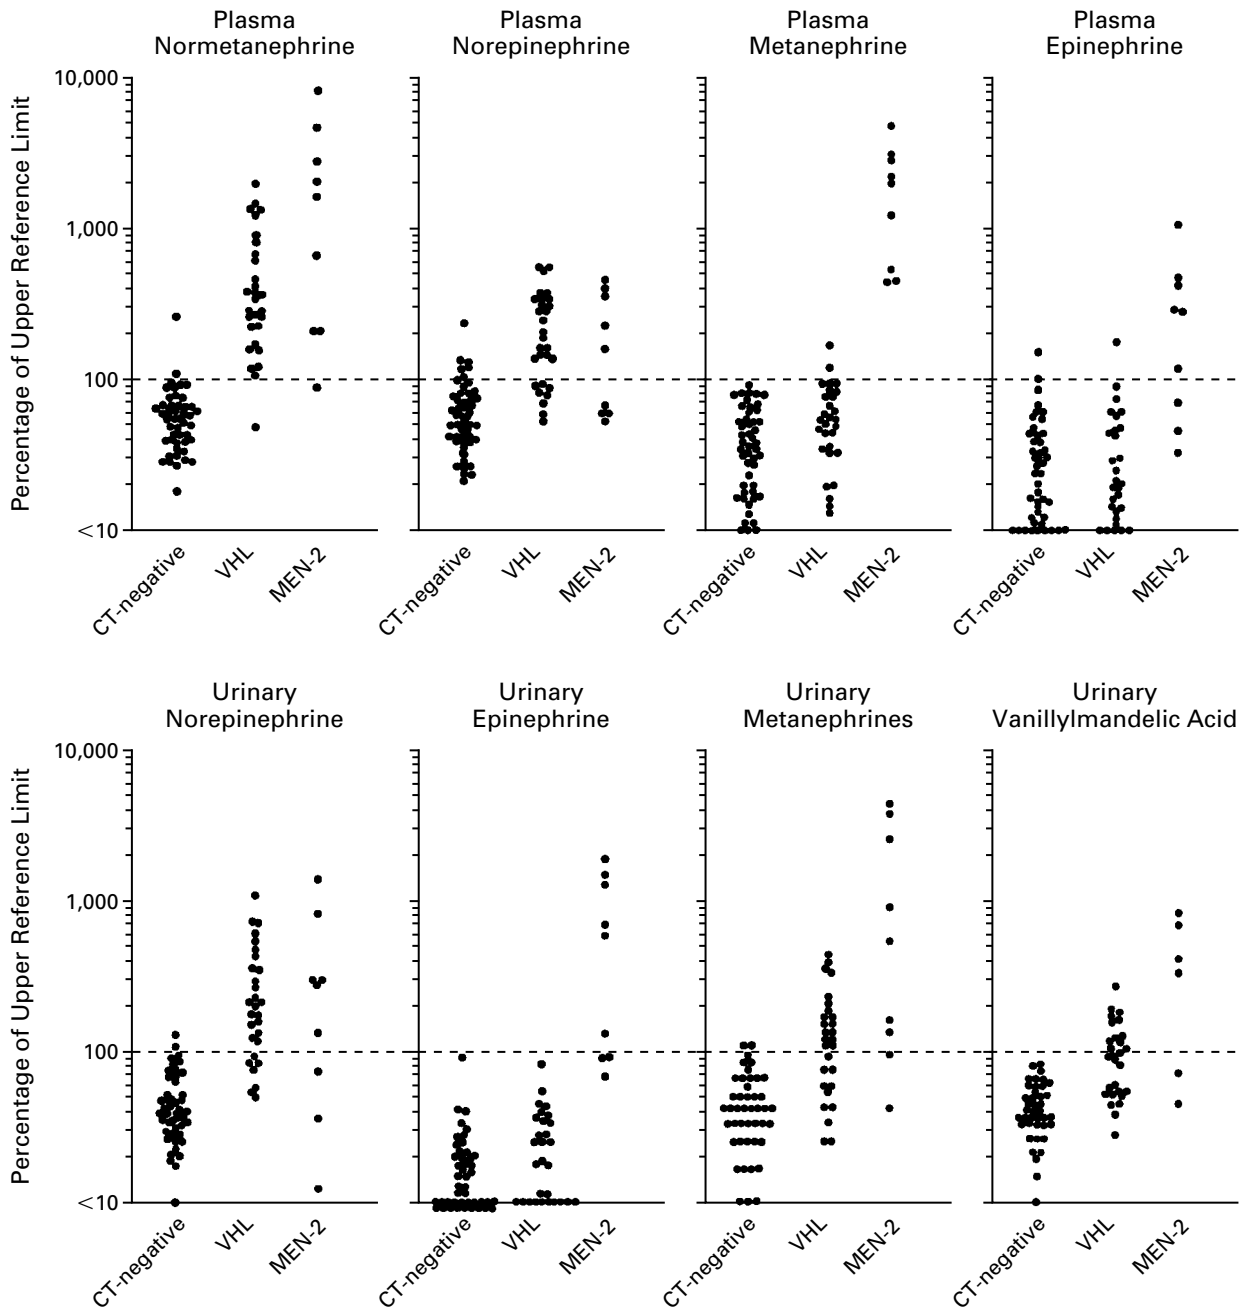 Plasma
Normetanephrine
Plasma
Norepinephrine
Plasma
Metanephrine
Plasma
Epinephrine
Percentage of Upper Reference Limit
10,000
1,000
100
<10
CT-negative
VHL
MEN-2
CT-negative
VHL
MEN-2
CT-negative
VHL
MEN-2
CT-negative
VHL
MEN-2
Urinary
Norepinephrine
Urinary
Epinephrine
Urinary
Metanephrines
Urinary
Vanillylmandelic Acid
Percentage of Upper Reference Limit
10,000
1,000
100
<10
CT-negative
VHL
MEN-2
CT-negative
VHL
MEN-2
CT-negative
VHL
MEN-2
CT-negative
VHL
MEN-2